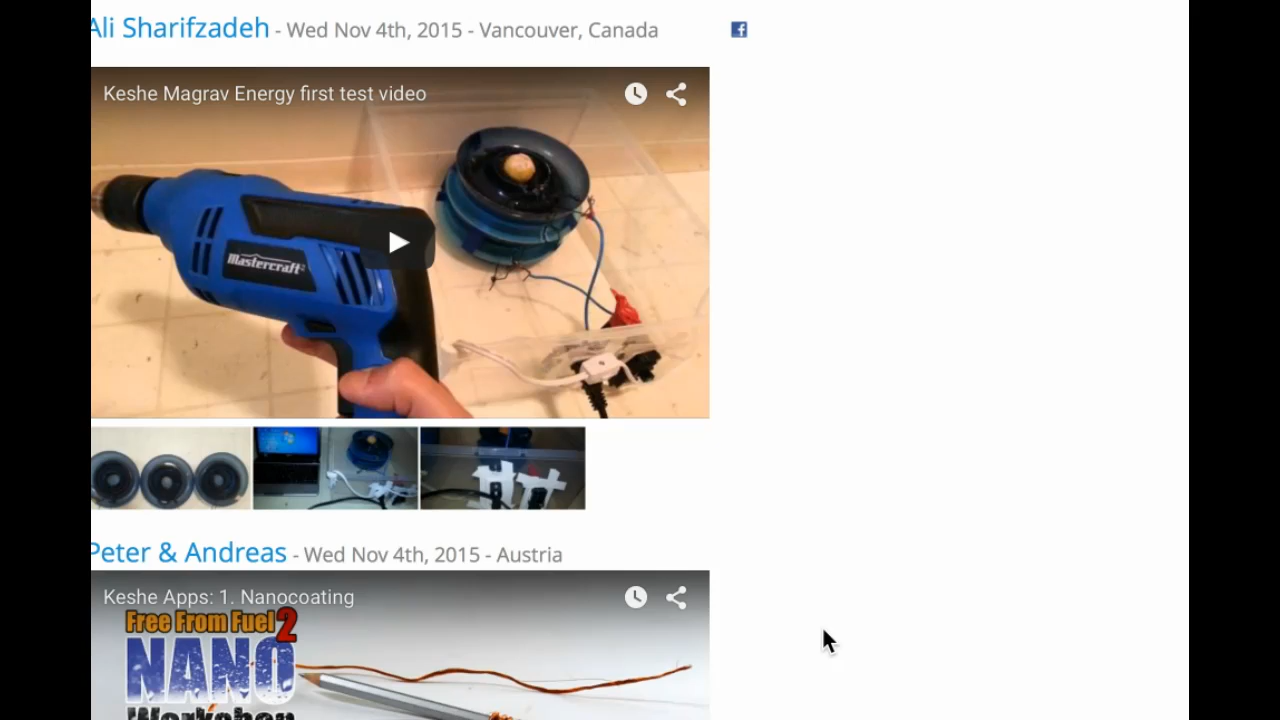 Ali Sharifzadeh - Wed Nov 4th, 2015 - Vancouver, Canada
Keshe Magrav Energy first test video
Mastercraft
Peter & Andreas - Wed Nov 4th, 2015 - Austria
Keshe Apps: 1. Nanocoating
Free From Fuel 2
NANO
Workshop